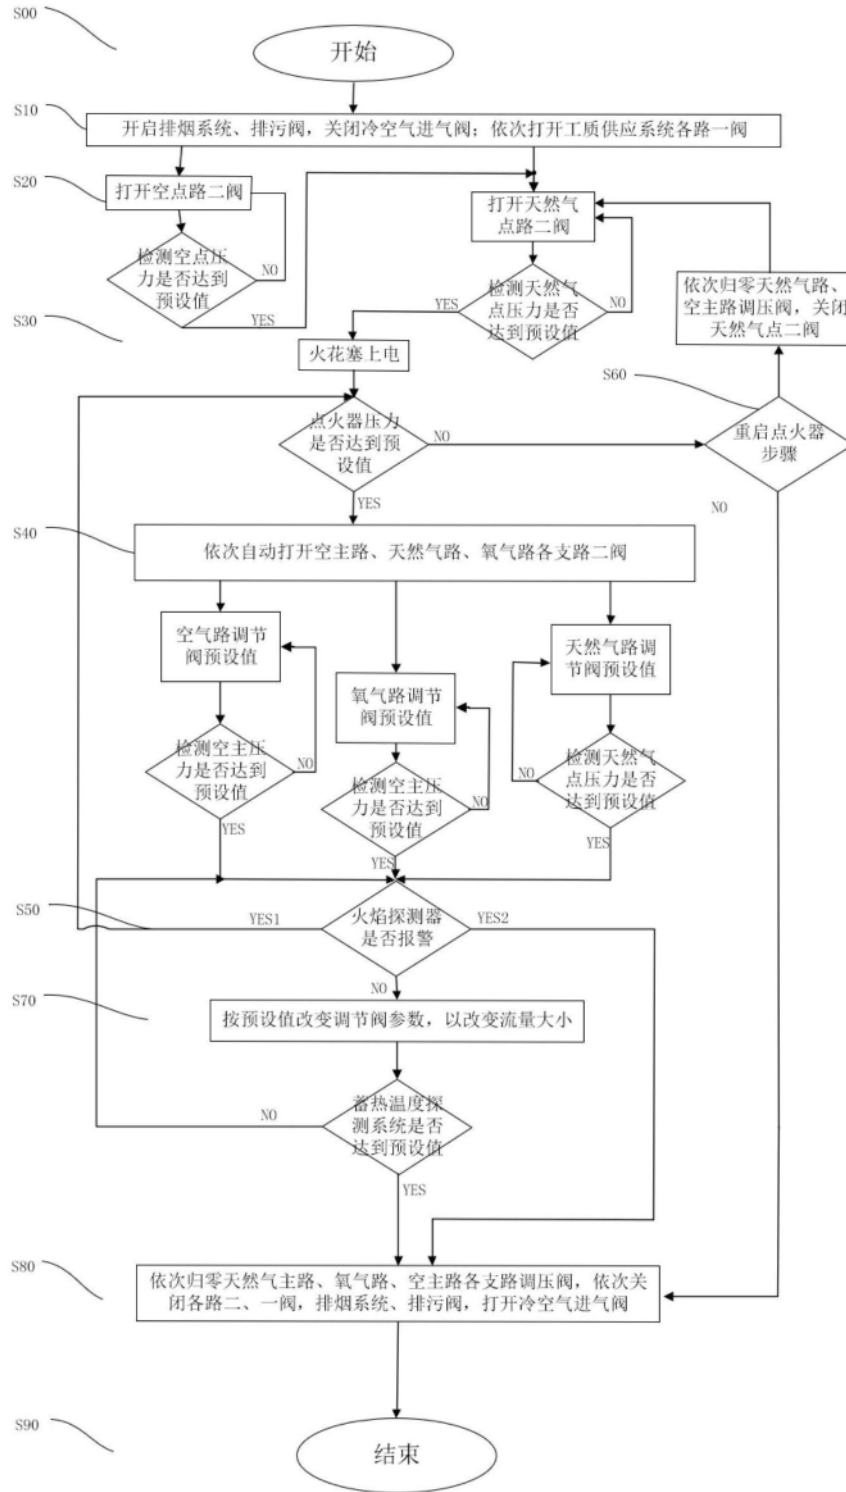 S00
开始
S10
开启排烟系统、排污阀，关闭冷空气进气阀；依次打开工质供应系统各路一阀
S20
打开空点路二阀
打开天然气
点路二阀
检测空点压
力是否达到
预设值
NO
YES
检测天然气
点压力是否
达到预设值
YES
NO
依次归零天然气路、
空主路调压阀，关闭
天然气点二阀
S30
火花塞上电
S60
点火器压力
是否达到预
设值
NO
YES
重启点火器
步骤
NO
S40
依次自动打开空主路、天然气路、氧气路各支路二阀
空气路调节
阀预设值
氧气路调节
阀预设值
天然气路调
节阀预设值
检测空主压
力是否达到
预设值
NO
YES
检测空主压
力是否达到
预设值
NO
YES
检测天然气
点压力是否
达到预设值
NO
YES
S50
YES1
火焰探测器
是否报警
YES2
NO
S70
按预设值改变调节阀参数，以改变流量大小
NO
蓄热温度探
测系统是否
达到预设值
YES
S80
依次归零天然气主路、氧气路、空主路各支路调压阀，依次关
闭各路二、一阀，排烟系统、排污阀，打开冷空气进气阀
S90
结束